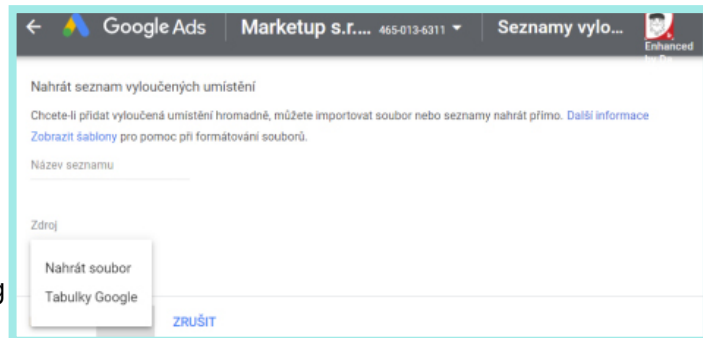 Google Ads Marketup s.r.... 465-013-6311 Seznamy vylo...
Enhanced
Nahrát seznam vyloučených umístění
Chcete-li přidat vyloučená umístění hromadně, můžete importovat soubor nebo seznamy nahrát přímo. Další informace
Zobrazit šablony pro pomoc při formátování souborů.
Název seznamu
Zdroj
Nahrát soubor
Tabulky Google
ZRUŠIT